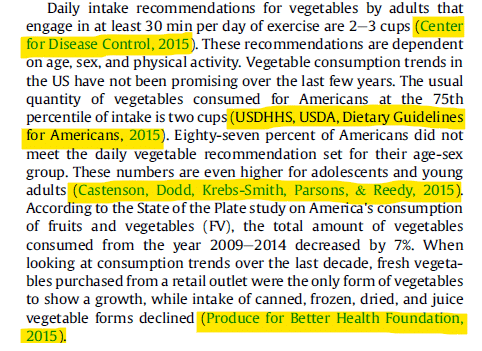 Daily intake recommendations for vegetables by adults that
engage in at least 30 min per day of exercise are 2–3 cups (Center
for Disease Control, 2015). These recommendations are dependent
on age, sex, and physical activity. Vegetable consumption trends in
the US have not been promising over the last few years. The usual
quantity of vegetables consumed for Americans at the 75th
percentile of intake is two cups (USDHHS, USDA, Dietary Guidelines
for Americans, 2015). Eighty-seven percent of Americans did not
meet the daily vegetable recommendation set for their age-sex
group. These numbers are even higher for adolescents and young
adults (Castenson, Dodd, Krebs-Smith, Parsons, & Reedy, 2015).
According to the State of the Plate study on America's consumption
of fruits and vegetables (FV), the total amount of vegetables
consumed from the year 2009–2014 decreased by 7%. When
looking at consumption trends over the last decade, fresh vegeta-
bles purchased from a retail outlet were the only form of vegetables
to show a growth, while intake of canned, frozen, dried, and juice
vegetable forms declined (Produce for Better Health Foundation,
2015).